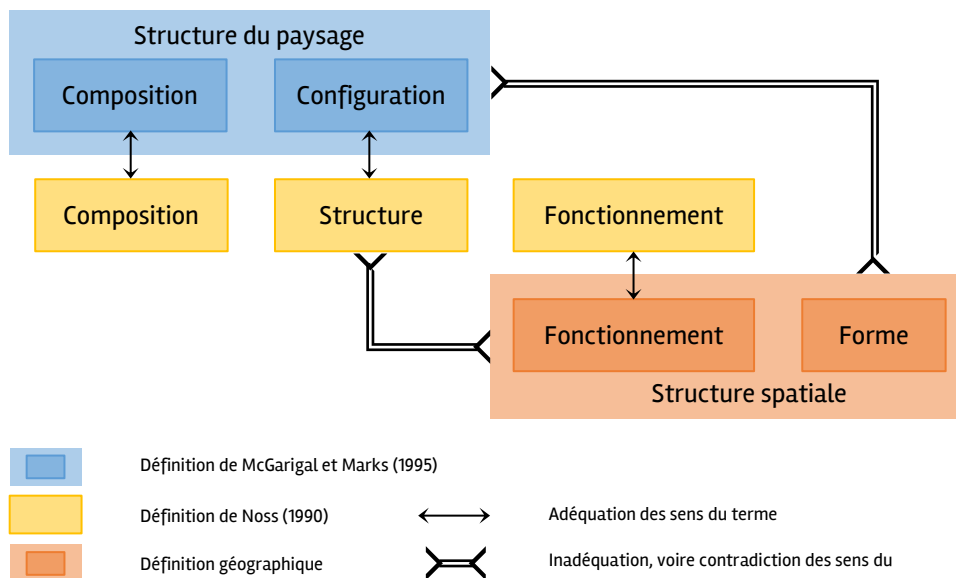 Structure du paysage
Composition
Configuration
Composition
Structure
Fonctionnement
Fonctionnement
Forme
Structure spatiale
Définition de McGarigal et Marks (1995)
Définition de Noss (1990)
Adéquation des sens du terme
Définition géographique
Inadéquation, voire contradiction des sens du